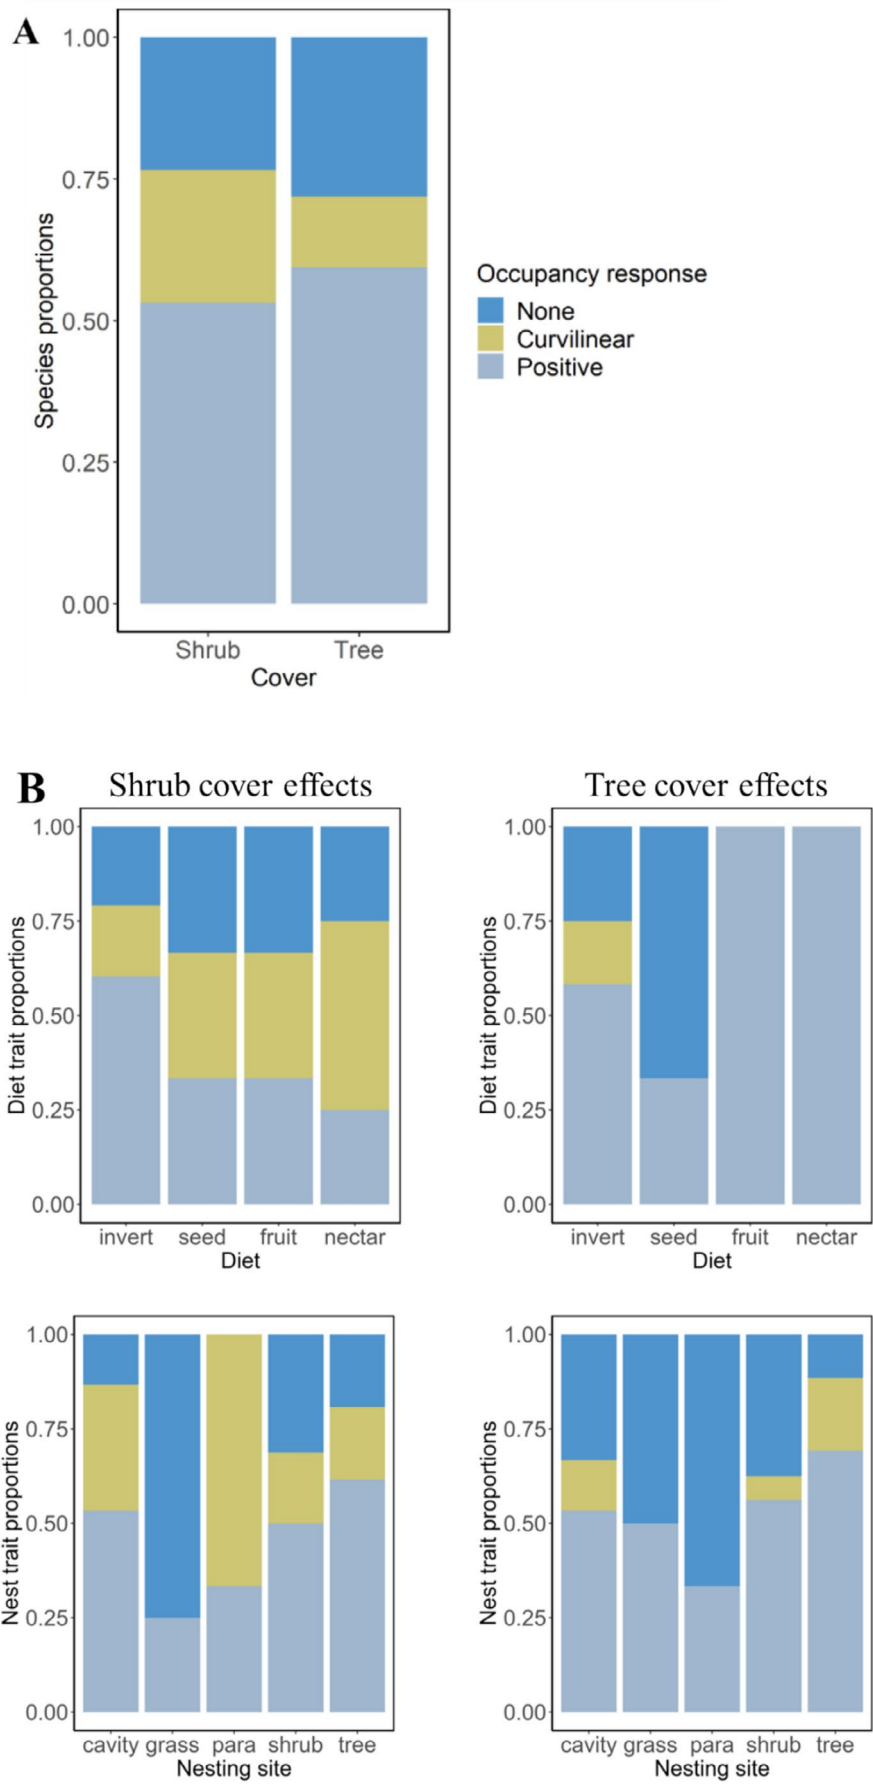 A
1.00
0.75
0.50
0.25
0.00
Species proportions
Shrub Tree
Cover
Occupancy response
None
Curvilinear
Positive
B
Shrub cover effects
1.00
0.75
0.50
0.25
0.00
Diet trait proportions
invert seed fruit nectar
Diet
Tree cover effects
1.00
0.75
0.50
0.25
0.00
Diet trait proportions
invert seed fruit nectar
Diet
1.00
0.75
0.50
0.25
0.00
Nest trait proportions
cavity grass para shrub tree
Nesting site
1.00
0.75
0.50
0.25
0.00
Nest trait proportions
cavity grass para shrub tree
Nesting site